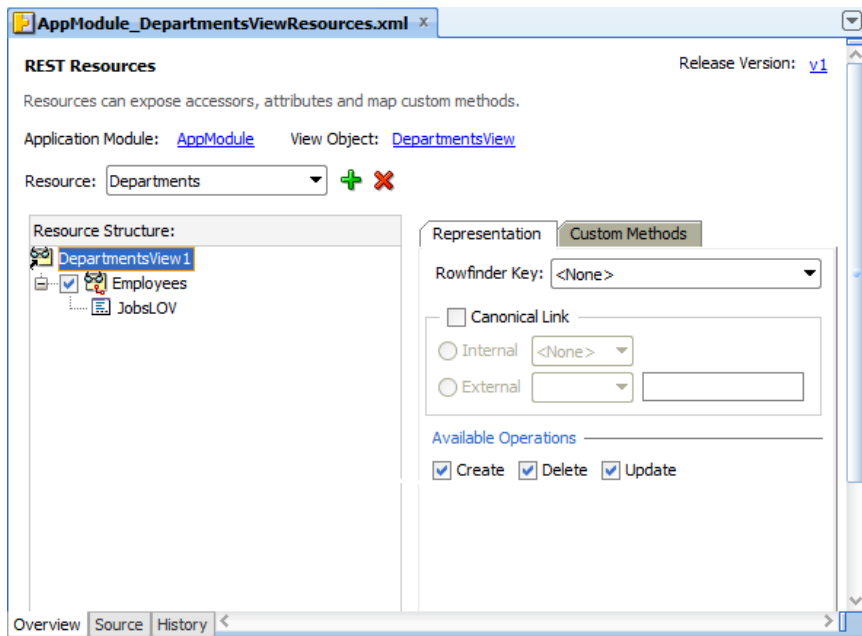 AppModule_DepartmentsViewResources.xml x
REST Resources
Release Version: v1
Resources can expose accessors, attributes and map custom methods.
Application Module: AppModule View Object: DepartmentsView
Resource: Departments
Resource Structure:
DepartmentsView1
Employees
JobsLOV
Representation Custom Methods
Rowfinder Key: <None>
Canonical Link
Internal <None>
External
Available Operations
Create Delete Update
Overview Source History